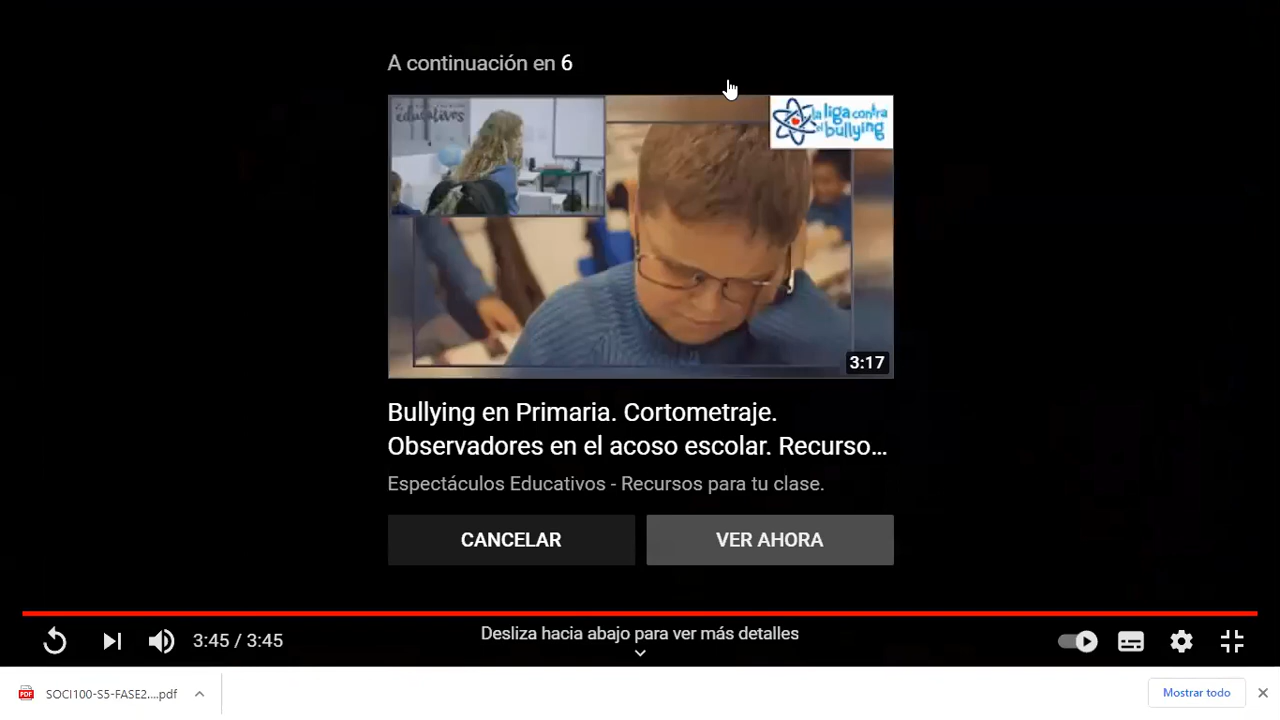 A continuación en 6
educativos
la liga contra
el bullying
3:17
Bullying en Primaria. Cortometraje.
Observadores en el acoso escolar. Recurso...
Espectáculos Educativos - Recursos para tu clase.
CANCELAR
VER AHORA
3:45 / 3:45
Desliza hacia abajo para ver más detalles
PDF
SOCI100-S5-FASE2....pdf
Mostrar todo